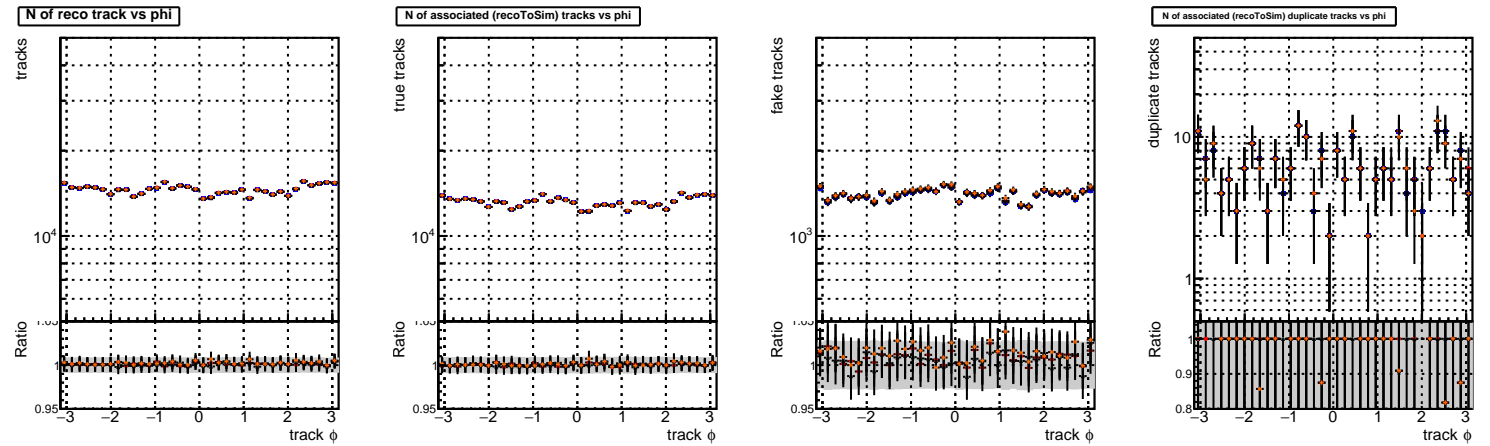 N of reco track vs phi
tracks
10^4
Ratio
1
0.95
−3 −2 −1 0 1 2 3
track ϕ
N of associated (recoToSim) tracks vs phi
true tracks
10^4
Ratio
1
0.95
−3 −2 −1 0 1 2 3
track ϕ
fake tracks
10^3
Ratio
1
0.95
−3 −2 −1 0 1 2 3
track ϕ
N of associated (recoToSim) duplicate tracks vs phi
duplicate tracks
10
1
Ratio
1
0.9
0.8
−3 −2 −1 0 1 2 3
track ϕ